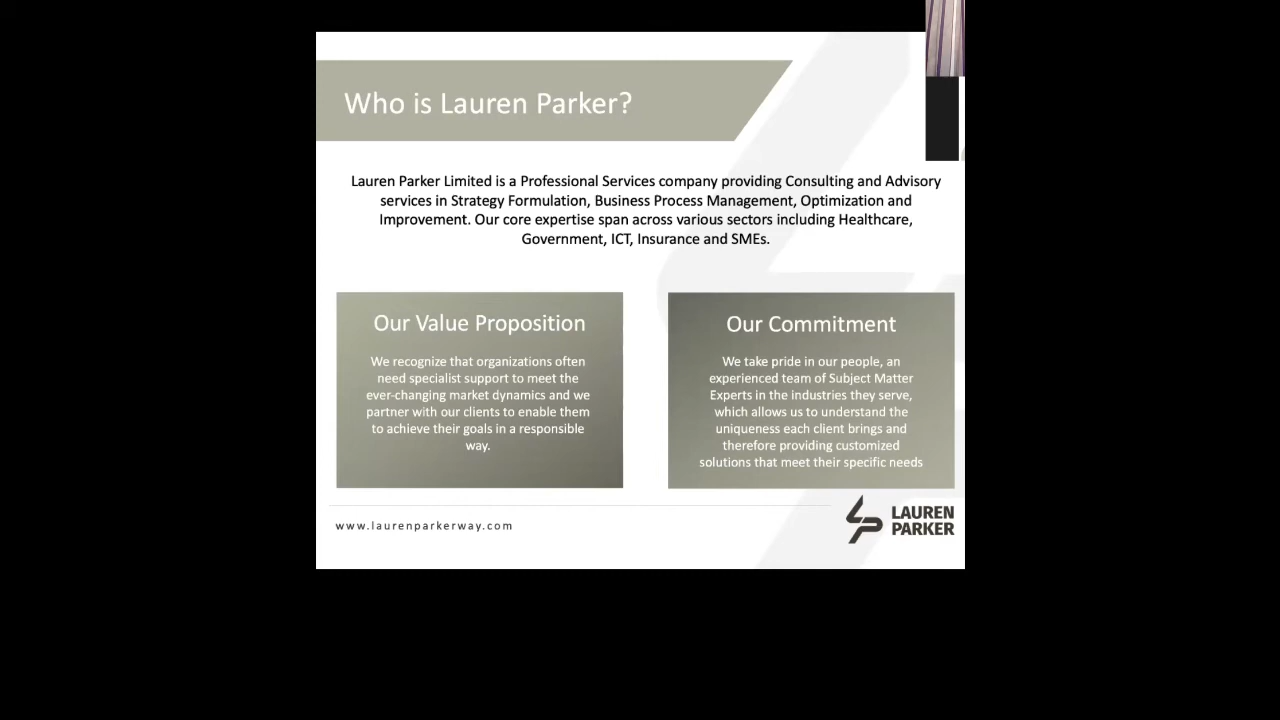 Who is Lauren Parker?
Lauren Parker Limited is a Professional Services company providing Consulting and Advisory
services in Strategy Formulation, Business Process Management, Optimization and
Improvement. Our core expertise span across various sectors including Healthcare,
Government, ICT, Insurance and SMEs.
Our Value Proposition
We recognize that organizations often
need specialist support to meet the
ever-changing market dynamics and we
partner with our clients to enable them
to achieve their goals in a responsible
way.
Our Commitment
We take pride in our people, an
experienced team of Subject Matter
Experts in the industries they serve,
which allows us to understand the
uniqueness each client brings and
therefore providing customized
solutions that meet their specific needs
www.laurenparkerway.com
LAUREN
PARKER